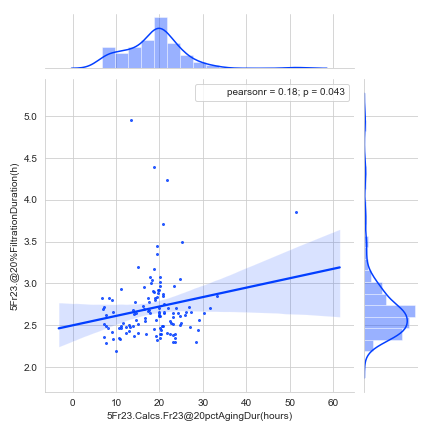 pearsonr = 0.18; p = 0.043
5.0
4.5
4.0
3.5
3.0
2.5
2.0
5Fr23.@20%FiltrationDuration(h)
0 10 20 30 40 50 60
5Fr23.Calcs.Fr23@20pctAgingDur(hours)